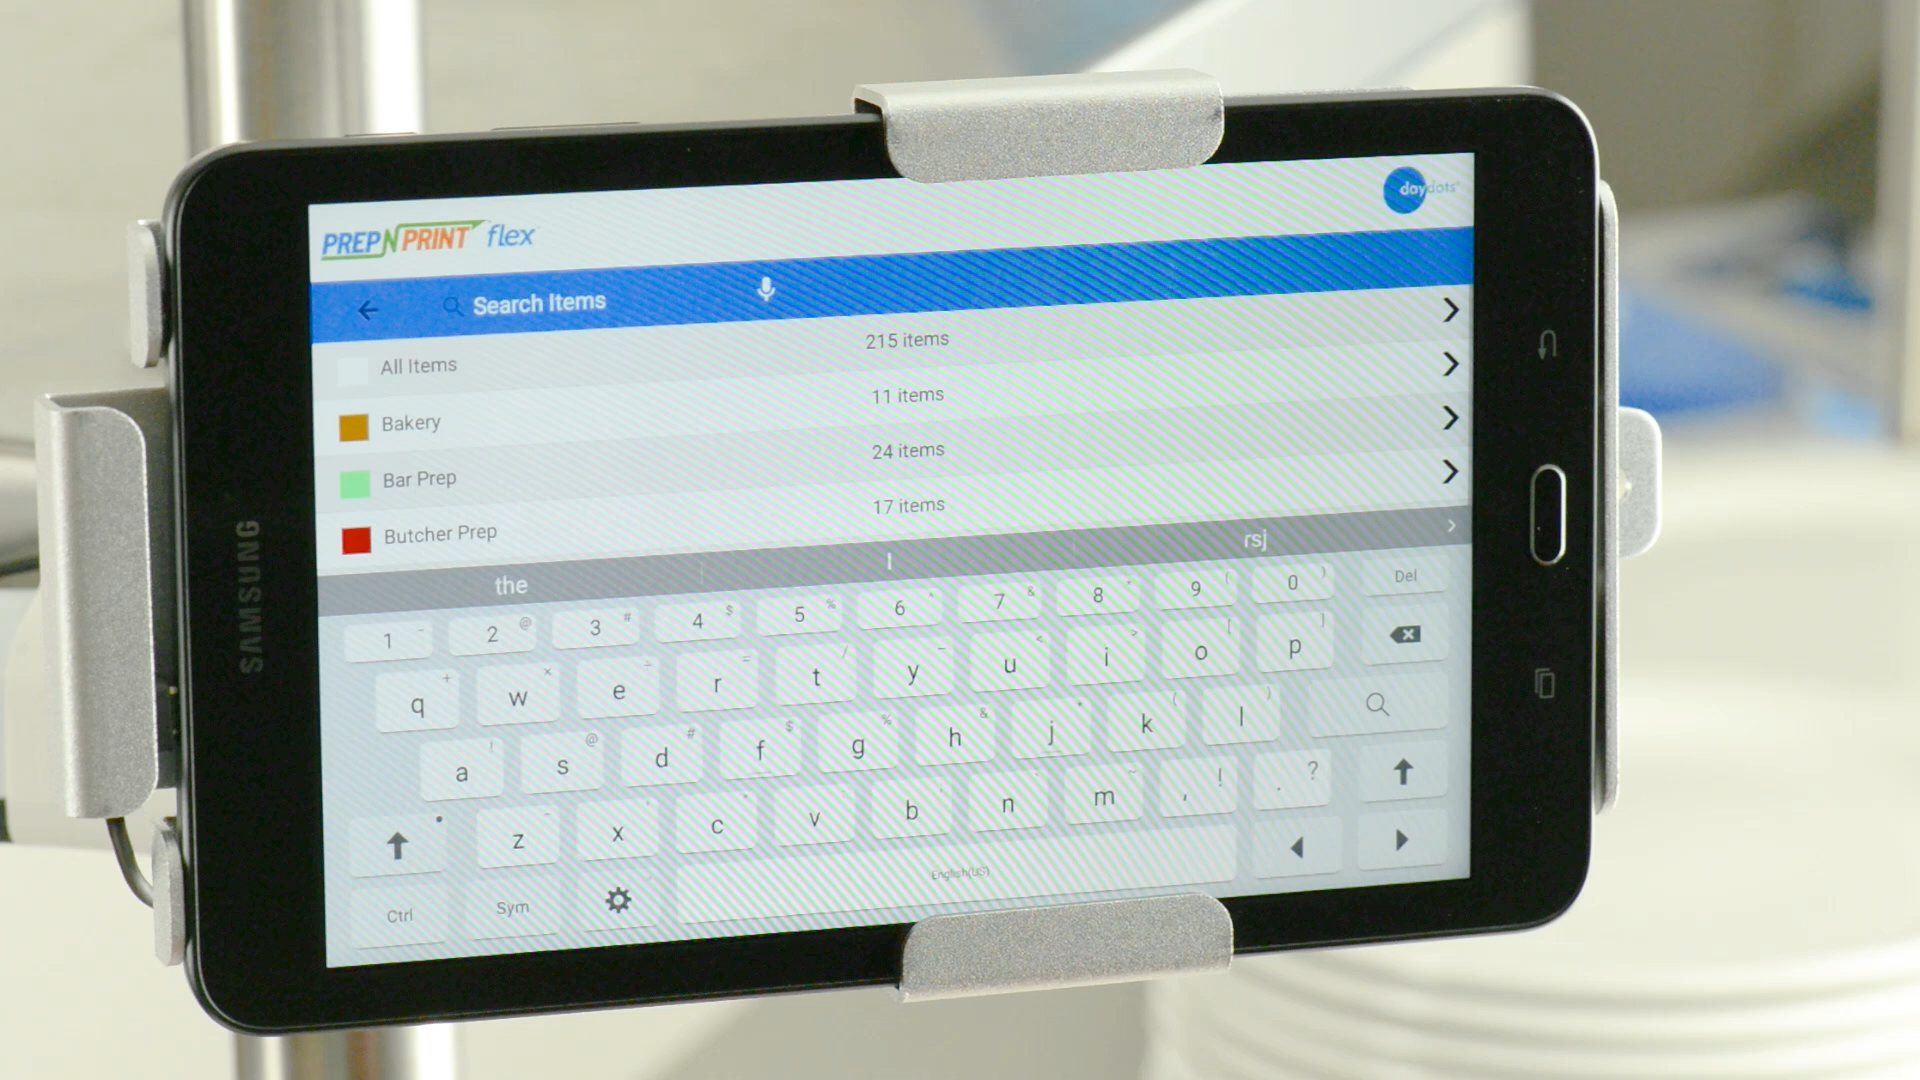 PREPNPRINT flex
daydots
Search Items
All Items 215 items
Bakery 11 items
Bar Prep 24 items
Butcher Prep 17 items
the I rsj
1 2 @ 3 # 4 $ 5 % 6 7 & 8 * 9 ( 0 ) Del
q + w × e ÷ r = t / y _ u < i > o [ p ]
a ! s @ d # f $ g % h & j * k ( l )
z x c v b n m , ! . ?
Ctrl Sym English(US)
SAMSUNG